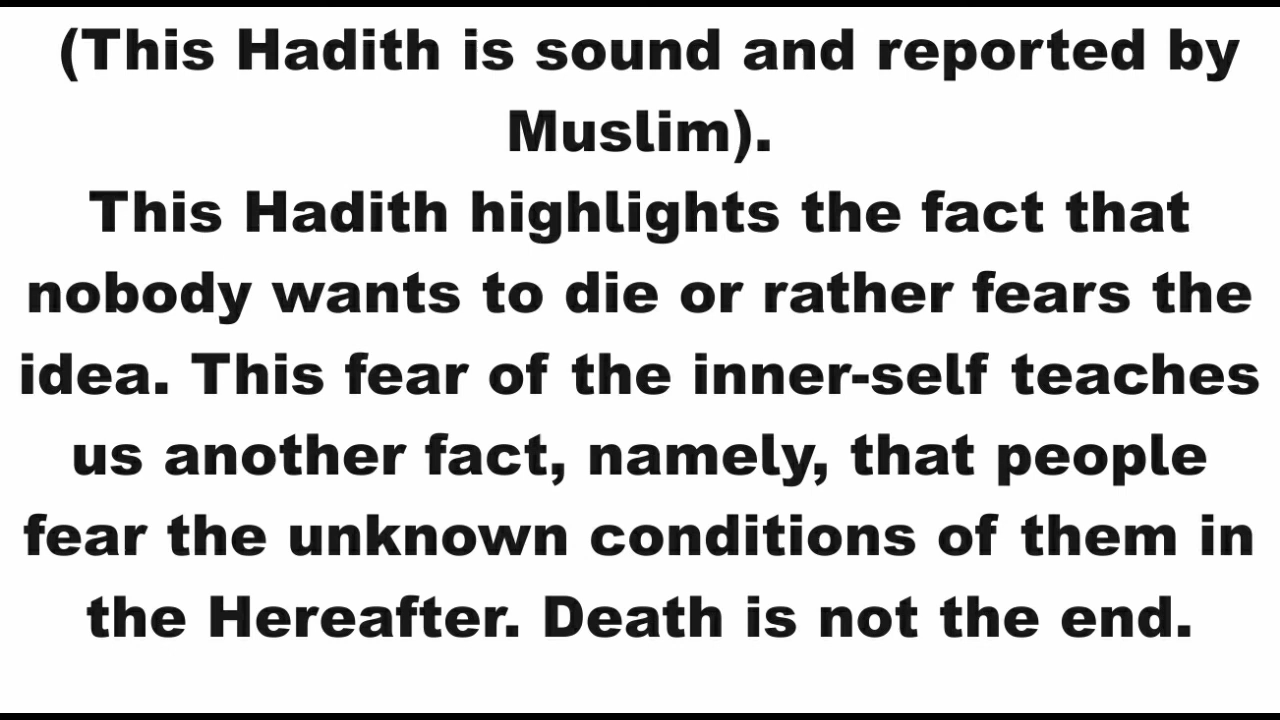 (This Hadith is sound and reported by
Muslim).
This Hadith highlights the fact that
nobody wants to die or rather fears the
idea. This fear of the inner-self teaches
us another fact, namely, that people
fear the unknown conditions of them in
the Hereafter. Death is not the end.